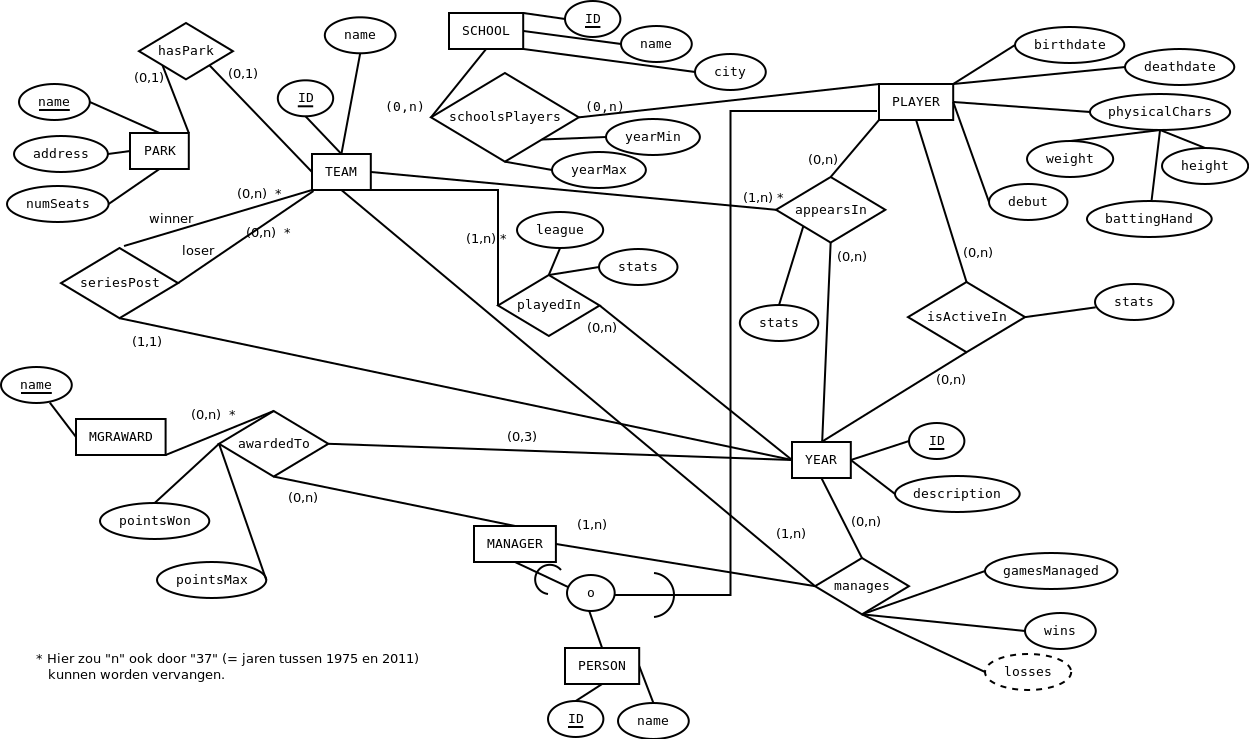 ID
SCHOOL
name
name
birthdate
hasPark
deathdate
(0,1)
(0,1)
city
ID
name
(0,n)
(0,n)
PLAYER
physicalChars
schoolsPlayers
yearMin
address
PARK
TEAM
yearMax
(0,n)
weight
height
numSeats
(0,n) *
(1,n) *
appearsIn
debut
battingHand
winner
loser
(0,n) *
(1,n) *
league
(0,n)
(0,n)
stats
seriesPost
playedIn
stats
isActiveIn
stats
(0,n)
(1,1)
name
(0,n)
(0,n) *
MGRAWARD
awardedTo
(0,3)
YEAR
ID
description
(0,n)
pointsWon
(1,n)
(1,n)
(0,n)
MANAGER
pointsMax
o
manages
gamesManaged
wins
* Hier zou "n" ook door "37" (= jaren tussen 1975 en 2011)
kunnen worden vervangen.
PERSON
losses
ID
name